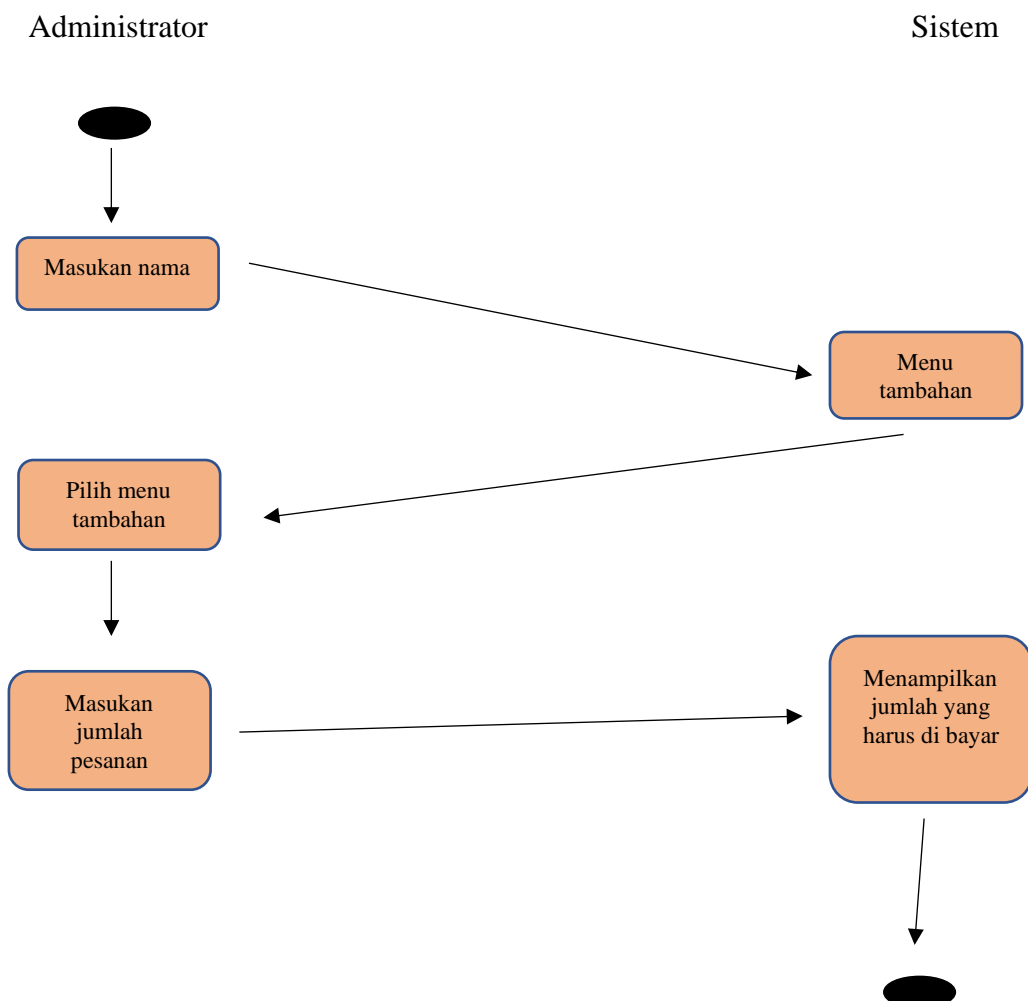 Administrator
Sistem
Masukan nama
Menu
tambahan
Pilih menu
tambahan
Masukan
jumlah
pesanan
Menampilkan
jumlah yang
harus di bayar